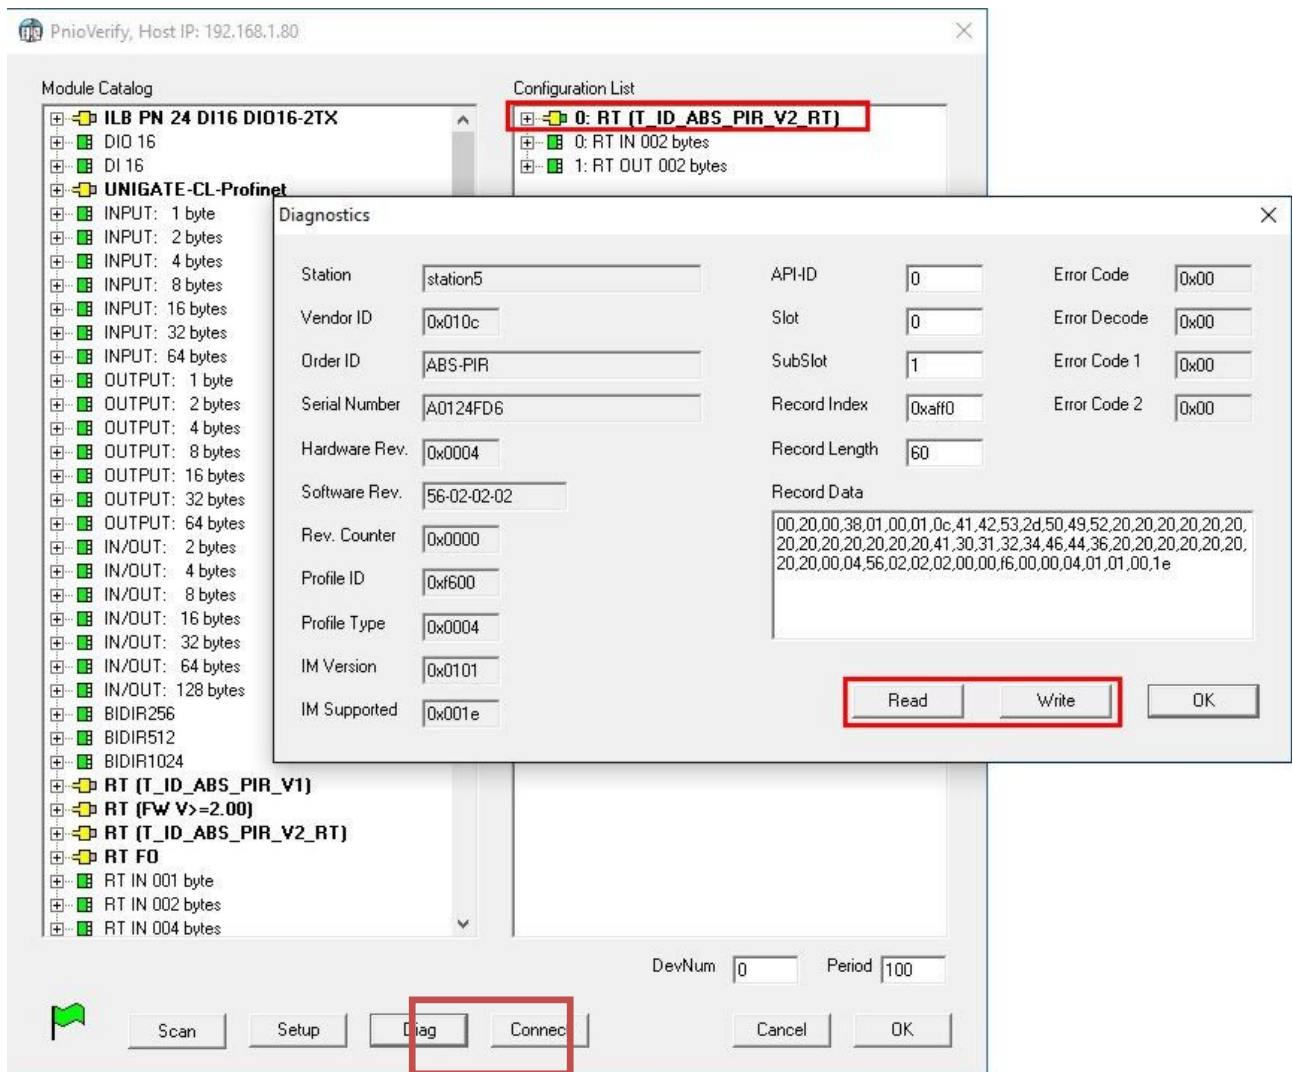 PnioVerify, Host IP: 192.168.1.80
Module Catalog
ILB PN 24 DI16 DIO16-2TX
DIO 16
DI 16
UNIGATE-CL-Profinet
INPUT: 1 byte
INPUT: 2 bytes
INPUT: 4 bytes
INPUT: 8 bytes
INPUT: 16 bytes
INPUT: 32 bytes
INPUT: 64 bytes
OUTPUT: 1 byte
OUTPUT: 2 bytes
OUTPUT: 4 bytes
OUTPUT: 8 bytes
OUTPUT: 16 bytes
OUTPUT: 32 bytes
OUTPUT: 64 bytes
IN/OUT: 2 bytes
IN/OUT: 4 bytes
IN/OUT: 8 bytes
IN/OUT: 16 bytes
IN/OUT: 32 bytes
IN/OUT: 64 bytes
IN/OUT: 128 bytes
BIDIR256
BIDIR512
BIDIR1024
RT (T_ID_ABS_PIR_V1)
RT (FW V>=2.00)
RT (T_ID_ABS_PIR_V2_RT)
RT FO
RT IN 001 byte
RT IN 002 bytes
RT IN 004 bytes
Configuration List
0: RT (T_ID_ABS_PIR_V2_RT)
0: RT IN 002 bytes
1: RT OUT 002 bytes
Diagnostics
Station station5
Vendor ID 0x010c
Order ID ABS-PIR
Serial Number A0124FD6
Hardware Rev. 0x0004
Software Rev. 56-02-02-02
Rev. Counter 0x0000
Profile ID 0xf600
Profile Type 0x0004
IM Version 0x0101
IM Supported 0x001e
API-ID 0
Slot 0
SubSlot 1
Record Index 0xaff0
Record Length 60
Error Code 0x00
Error Decode 0x00
Error Code 1 0x00
Error Code 2 0x00
Record Data
00,20,00,38,01,00,01,0c,41,42,53,2d,50,49,52,20,20,20,20,20,20,
20,20,20,20,20,20,20,41,30,31,32,34,46,44,36,20,20,20,20,20,20,
20,20,00,04,56,02,02,02,00,00,f6,00,00,04,01,01,00,1e
Read Write OK
DevNum 0 Period 100
Scan Setup Diag Connect Cancel OK